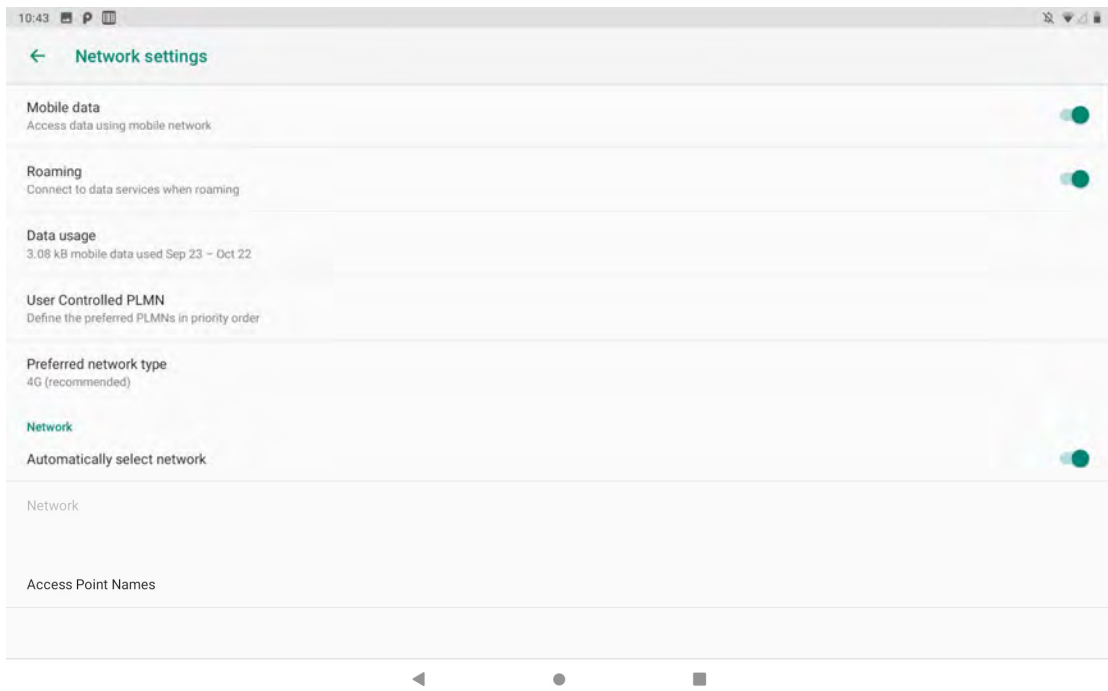 10:43
Network settings
Mobile data
Access data using mobile network
Roaming
Connect to data services when roaming
Data usage
3.08 kB mobile data used Sep 23 – Oct 22
User Controlled PLMN
Define the preferred PLMNs in priority order
Preferred network type
4G (recommended)
Network
Automatically select network
Network
Access Point Names